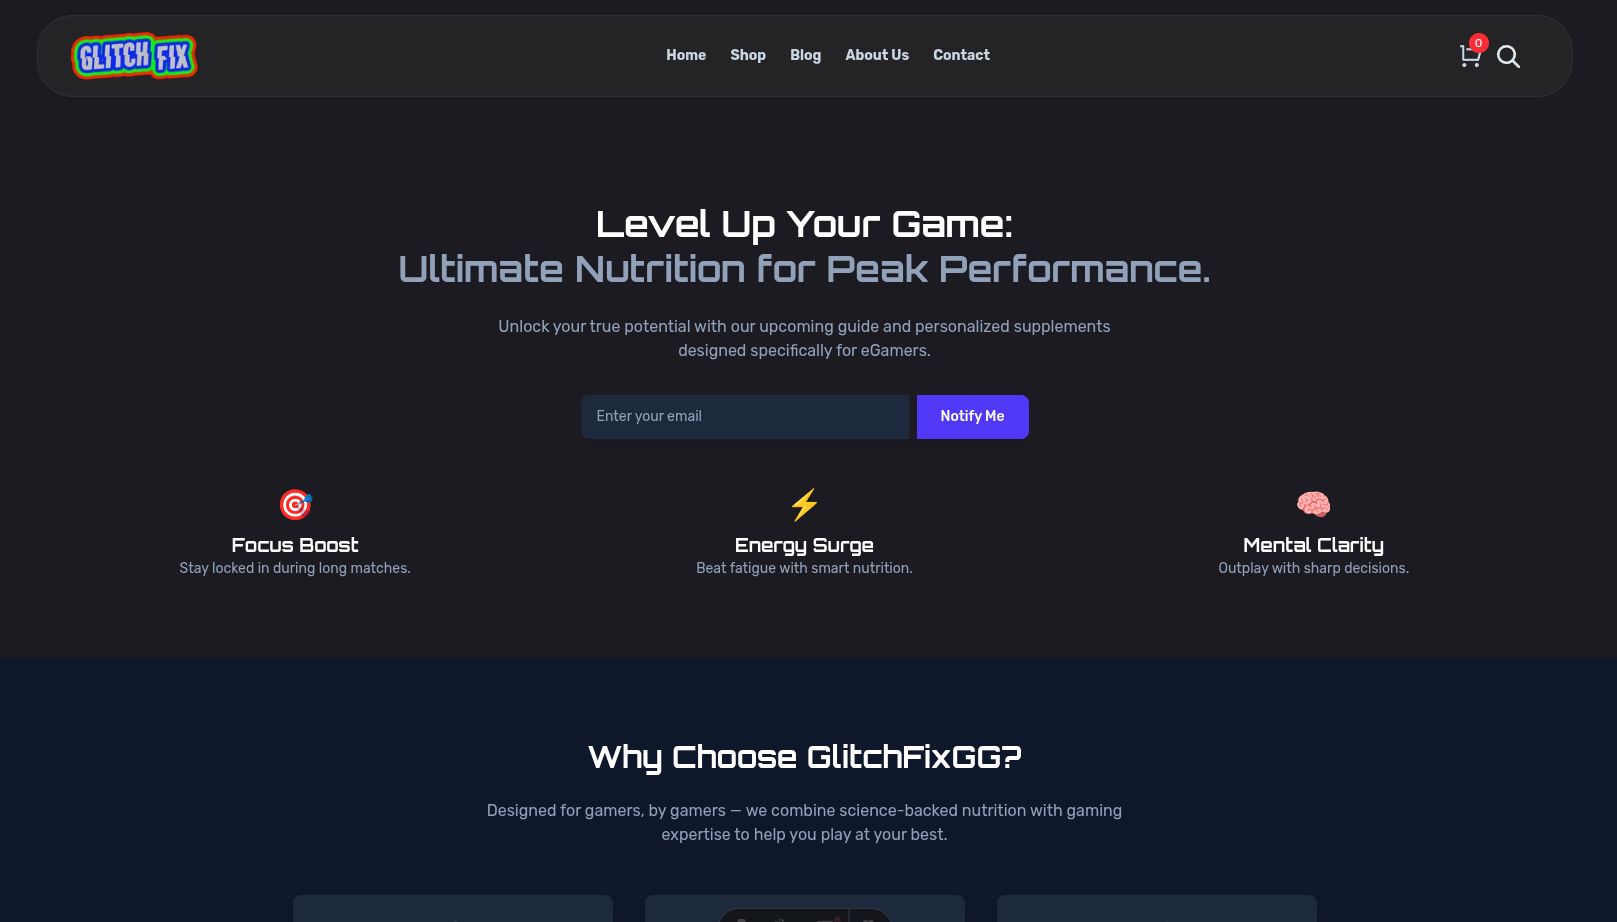 GLITCH FIX
Home
Shop
Blog
About Us
Contact
0
Level Up Your Game:
Ultimate Nutrition for Peak Performance.
Unlock your true potential with our upcoming guide and personalized supplements
designed specifically for eGamers.
Enter your email
Notify Me
Focus Boost
Stay locked in during long matches.
Energy Surge
Beat fatigue with smart nutrition.
Mental Clarity
Outplay with sharp decisions.
Why Choose GlitchFixGG?
Designed for gamers, by gamers — we combine science-backed nutrition with gaming
expertise to help you play at your best.